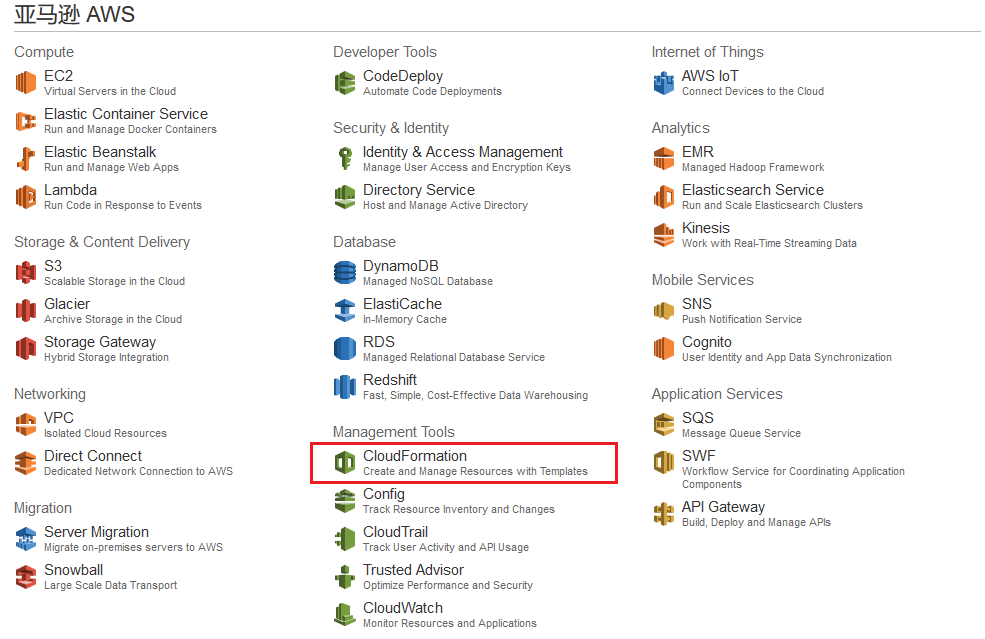 亚马逊 AWS
Compute
EC2
Virtual Servers in the Cloud
Elastic Container Service
Run and Manage Docker Containers
Elastic Beanstalk
Run and Manage Web Apps
Lambda
Run Code in Response to Events
Storage & Content Delivery
S3
Scalable Storage in the Cloud
Glacier
Archive Storage in the Cloud
Storage Gateway
Hybrid Storage Integration
Networking
VPC
Isolated Cloud Resources
Direct Connect
Dedicated Network Connection to AWS
Migration
Server Migration
Migrate on-premises servers to AWS
Snowball
Large Scale Data Transport
Developer Tools
CodeDeploy
Automate Code Deployments
Security & Identity
Identity & Access Management
Manage User Access and Encryption Keys
Directory Service
Host and Manage Active Directory
Database
DynamoDB
Managed NoSQL Database
ElastiCache
In-Memory Cache
RDS
Managed Relational Database Service
Redshift
Fast, Simple, Cost-Effective Data Warehousing
Management Tools
CloudFormation
Create and Manage Resources with Templates
Config
Track Resource Inventory and Changes
CloudTrail
Track User Activity and API Usage
Trusted Advisor
Optimize Performance and Security
CloudWatch
Monitor Resources and Applications
Internet of Things
AWS IoT
Connect Devices to the Cloud
Analytics
EMR
Managed Hadoop Framework
Elasticsearch Service
Run and Scale Elasticsearch Clusters
Kinesis
Work with Real-Time Streaming Data
Mobile Services
SNS
Push Notification Service
Cognito
User Identity and App Data Synchronization
Application Services
SQS
Message Queue Service
SWF
Workflow Service for Coordinating Application
Components
API Gateway
Build, Deploy and Manage APIs